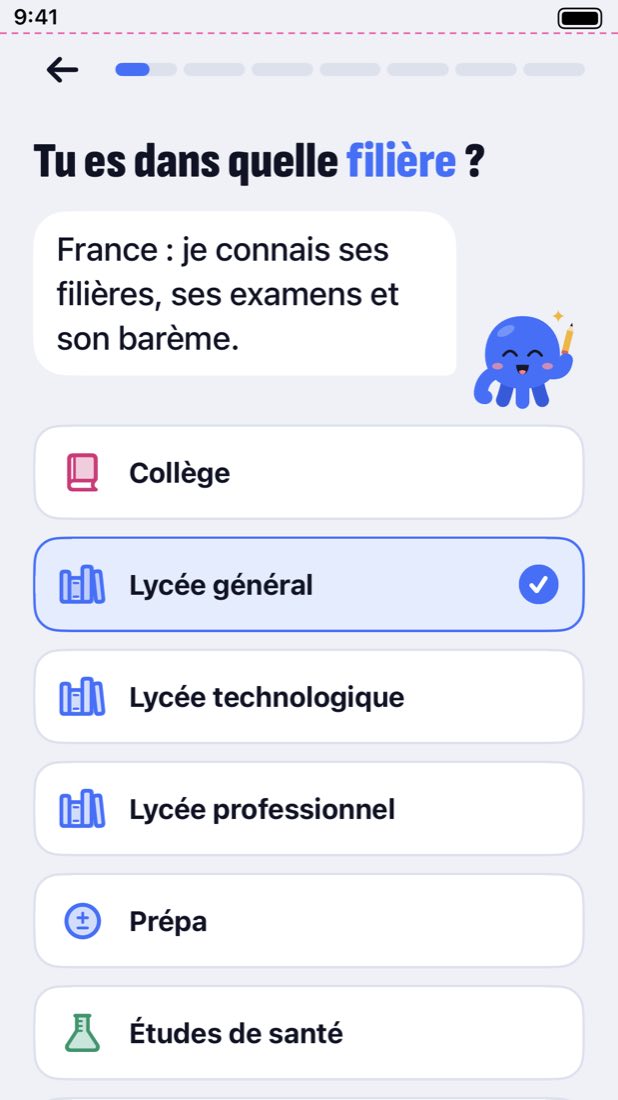 9:41
Tu es dans quelle filière ?
France : je connais ses
filières, ses examens et
son barème.
Collège
Lycée général
Lycée technologique
Lycée professionnel
Prépa
Études de santé